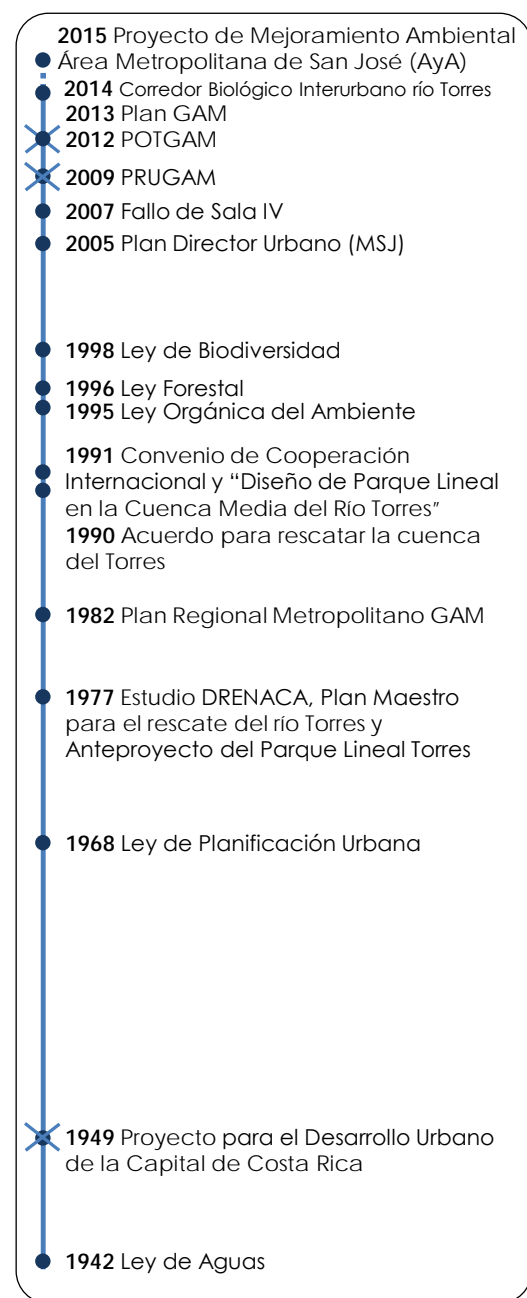 2015 Proyecto de Mejoramiento Ambiental
Área Metropolitana de San José (AyA)
2014 Corredor Biológico Interurbano río Torres
2013 Plan GAM
2012 POTGAM
2009 PRUGAM
2007 Fallo de Sala IV
2005 Plan Director Urbano (MSJ)
1998 Ley de Biodiversidad
1996 Ley Forestal
1995 Ley Orgánica del Ambiente
1991 Convenio de Cooperación
Internacional y “Diseño de Parque Lineal
en la Cuenca Media del Río Torres”
1990 Acuerdo para rescatar la cuenca
del Torres
1982 Plan Regional Metropolitano GAM
1977 Estudio DRENACA, Plan Maestro
para el rescate del río Torres y
Anteproyecto del Parque Lineal Torres
1968 Ley de Planificación Urbana
1949 Proyecto para el Desarrollo Urbano
de la Capital de Costa Rica
1942 Ley de Aguas